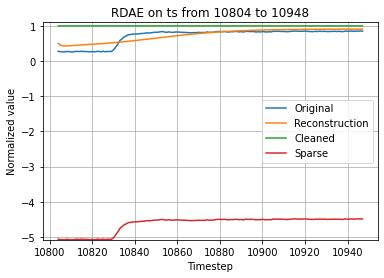 RDAE on ts from 10804 to 10948
Normalized value
1
0
−1
−2
−3
−4
−5
Original
Reconstruction
Cleaned
Sparse
10800 10820 10840 10860 10880 10900 10920 10940
Timestep